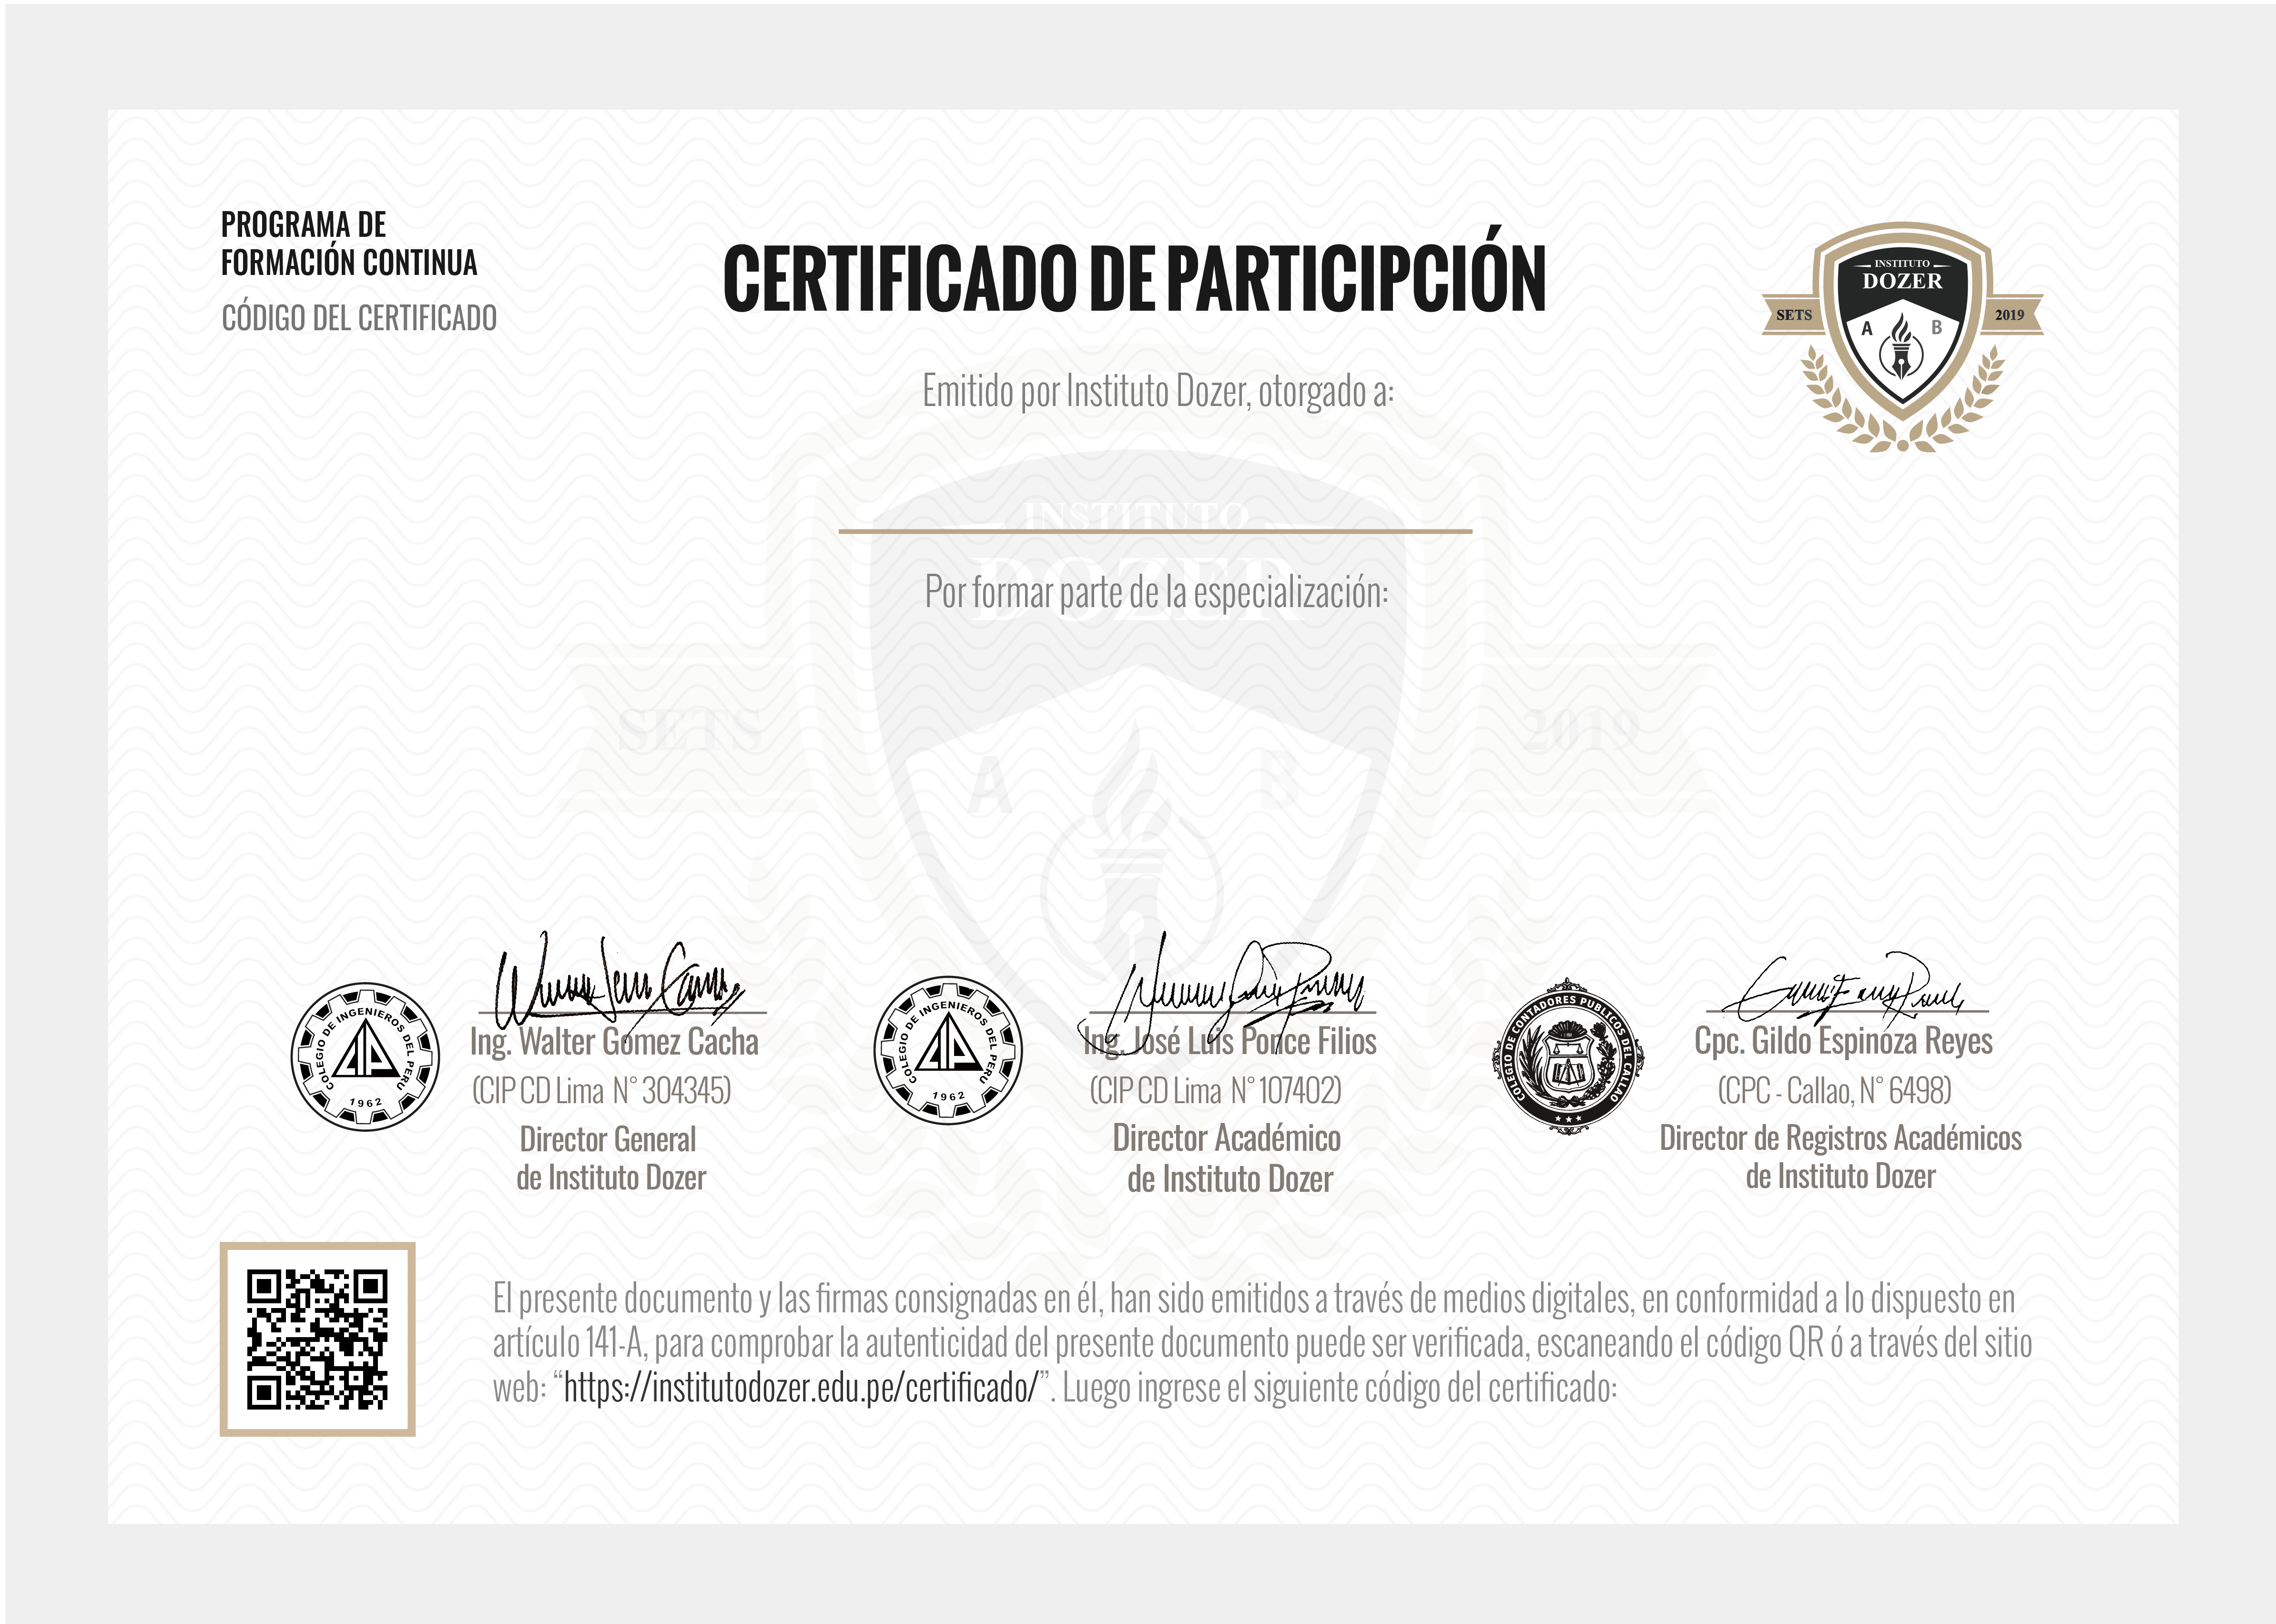 PROGRAMA DE
FORMACIÓN CONTINUA
CÓDIGO DEL CERTIFICADO
CERTIFICADO DE PARTICIPCIÓN
INSTITUTO
DOZER
SETS
2019
A
B
Emitido por Instituto Dozer, otorgado a:
INSTITUTO
DOZER
Por formar parte de la especialización:
SETS
2019
A
B
COLEGIO DE INGENIEROS DEL PERU
1962
Ing. Walter Gómez Cacha
(CIP CD Lima N° 304345)
Director General
de Instituto Dozer
COLEGIO DE INGENIEROS DEL PERU
1962
Ing. José Luis Ponce Filios
(CIP CD Lima N° 107402)
Director Académico
de Instituto Dozer
COLEGIO DE CONTADORES PUBLICOS DEL CALLAO
Cpc. Gildo Espinoza Reyes
(CPC - Callao, N° 6498)
Director de Registros Académicos
de Instituto Dozer
El presente documento y las firmas consignadas en él, han sido emitidos a través de medios digitales, en conformidad a lo dispuesto en
artículo 141-A, para comprobar la autenticidad del presente documento puede ser verificada, escaneando el código QR ó a través del sitio
web: “https://institutodozer.edu.pe/certificado/”. Luego ingrese el siguiente código del certificado: